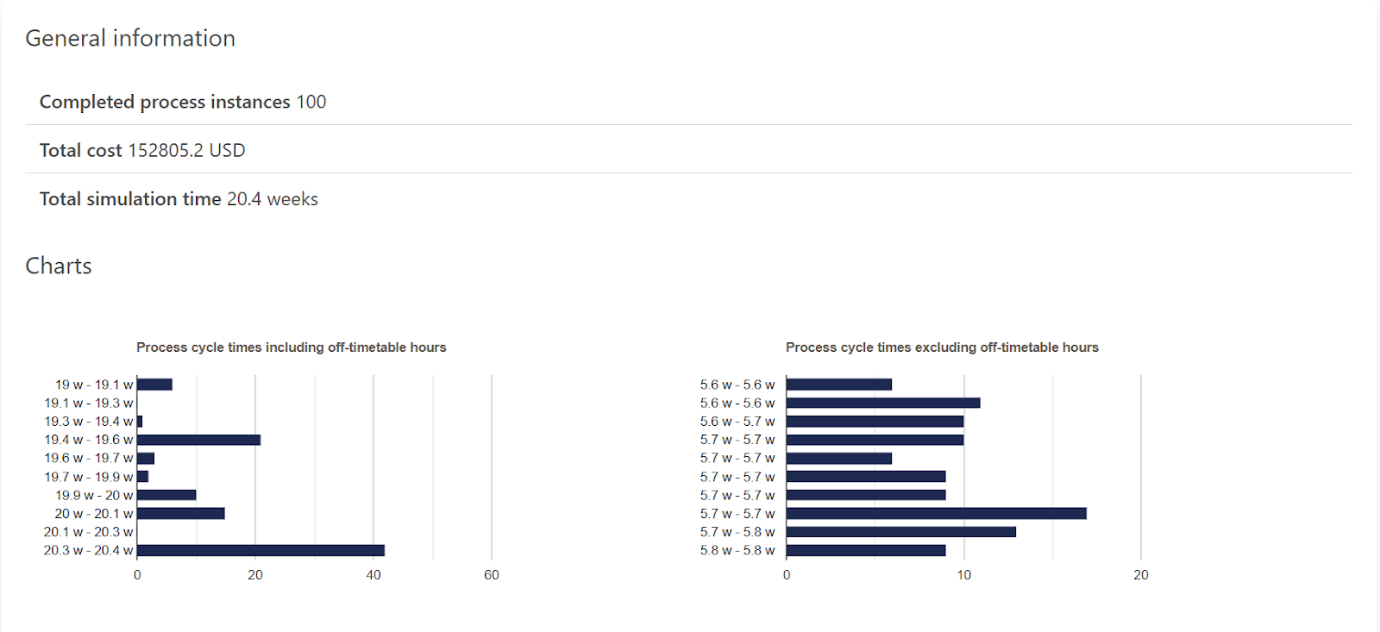 General information
Completed process instances 100
Total cost 152805.2 USD
Total simulation time 20.4 weeks
Charts
Process cycle times including off-timetable hours
19 w - 19.1 w
19.1 w - 19.3 w
19.3 w - 19.4 w
19.4 w - 19.6 w
19.6 w - 19.7 w
19.7 w - 19.9 w
19.9 w - 20 w
20 w - 20.1 w
20.1 w - 20.3 w
20.3 w - 20.4 w
0 20 40 60
Process cycle times excluding off-timetable hours
5.6 w - 5.6 w
5.6 w - 5.6 w
5.6 w - 5.7 w
5.7 w - 5.7 w
5.7 w - 5.7 w
5.7 w - 5.7 w
5.7 w - 5.7 w
5.7 w - 5.7 w
5.7 w - 5.8 w
5.8 w - 5.8 w
0 10 20